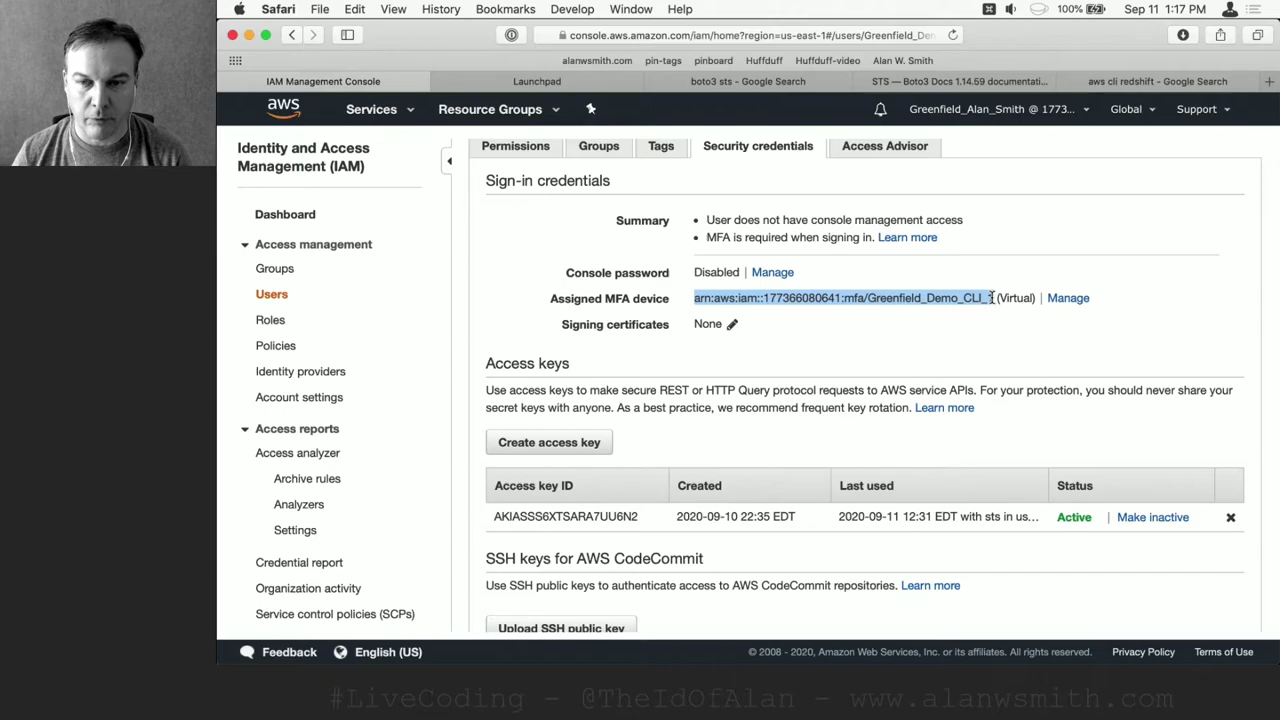 Safari File Edit View History Bookmarks Develop Window Help 100% Sep 11 1:17 PM
console.aws.amazon.com/iam/home?region=us-east-1#/users/Greenfield_De...
alanwsmith.com pin-tags pinboard Huffduff Huffduff-video Alan W. Smith
IAM Management Console Launchpad boto3 sts - Google Search STS — Boto3 Docs 1.14.59 documentati... aws cli redshift - Google Search
aws Services Resource Groups Greenfield_Alan_Smith @ 1773... Global Support
Identity and Access
Management (IAM)
Dashboard
Access management
Groups
Users
Roles
Policies
Identity providers
Account settings
Access reports
Access analyzer
Archive rules
Analyzers
Settings
Credential report
Organization activity
Service control policies (SCPs)
Permissions Groups Tags Security credentials Access Advisor
Sign-in credentials
Summary • User does not have console management access
• MFA is required when signing in. Learn more
Console password Disabled | Manage
Assigned MFA device arn:aws:iam::177366080641:mfa/Greenfield_Demo_CLI_ (Virtual) | Manage
Signing certificates None
Access keys
Use access keys to make secure REST or HTTP Query protocol requests to AWS service APIs. For your protection, you should never share your
secret keys with anyone. As a best practice, we recommend frequent key rotation. Learn more
Create access key
Access key ID Created Last used Status
AKIASSS6XTSARA7UU6N2 2020-09-10 22:35 EDT 2020-09-11 12:31 EDT with sts in us... Active | Make inactive
SSH keys for AWS CodeCommit
Use SSH public keys to authenticate access to AWS CodeCommit repositories. Learn more
Upload SSH public key
Feedback English (US) © 2008 - 2020, Amazon Web Services, Inc. or its affiliates. All rights reserved. Privacy Policy Terms of Use
#LiveCoding - @TheIdOfAlan - www.alanwsmith.com